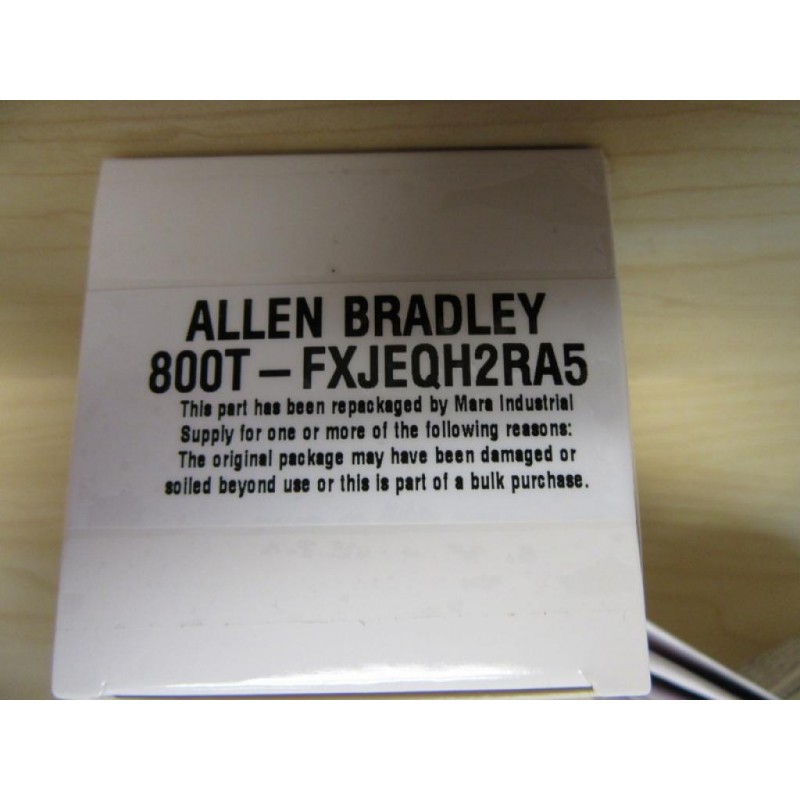 ALLEN BRADLEY
800T-FXJEQH2RA5
This part has been repackaged by Mara Industrial
Supply for one or more of the following reasons:
The original package may have been damaged or
soiled beyond use or this is part of a bulk purchase.